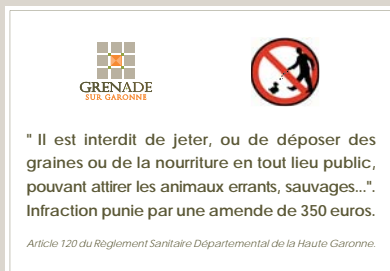 GRENADE
SUR GARONNE
" Il est interdit de jeter, ou de déposer des
graines ou de la nourriture en tout lieu public,
pouvant attirer les animaux errants, sauvages...".
Infraction punie par une amende de 350 euros.
Article 120 du Règlement Sanitaire Départemental de la Haute Garonne.